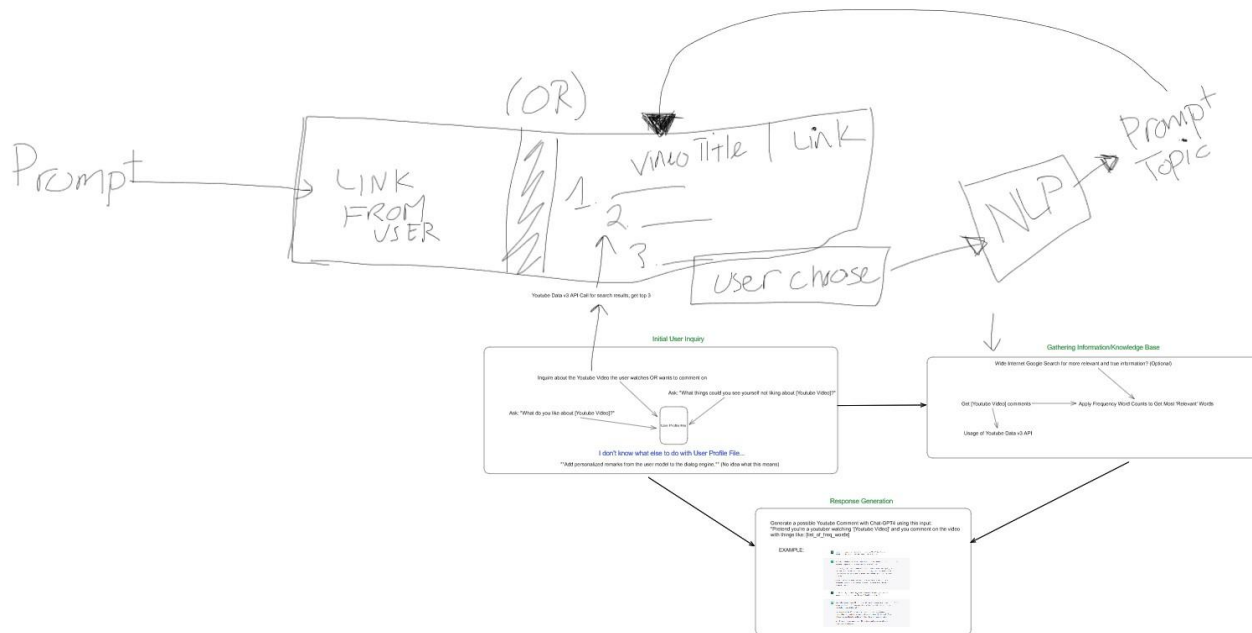 (OR)
Prompt
LINK
FROM
USER
Video Title | Link
1.
2
3.
user choose
NLP
Prompt
Topic
Youtube Data v3 API Call for search results, get top 3
Initial User Inquiry
Inquire about the Youtube Video the user watches OR wants to comment on
Ask: "What things could you see yourself not liking about [Youtube Video]?"
Ask: "What do you like about [Youtube Video]?"
User Profile File
I don't know what else to do with User Profile File...
"*Add personalized remarks from the user model to the dialog engine.*" (No idea what this means)
Gathering Information/Knowledge Base
Wide Internet Google Search for more relevant and true information? (Optional)
Get [Youtube Video] comments
Apply Frequency Word Counts to Get Most 'Relevant' Words
Usage of Youtube Data v3 API
Response Generation
Generate a possible Youtube Comment with Chat-GPT4 using this input:
"Pretend you're a youtuber watching '[Youtube Video]' and you comment on the video
with things like: [list_of_freq_words]
EXAMPLE: